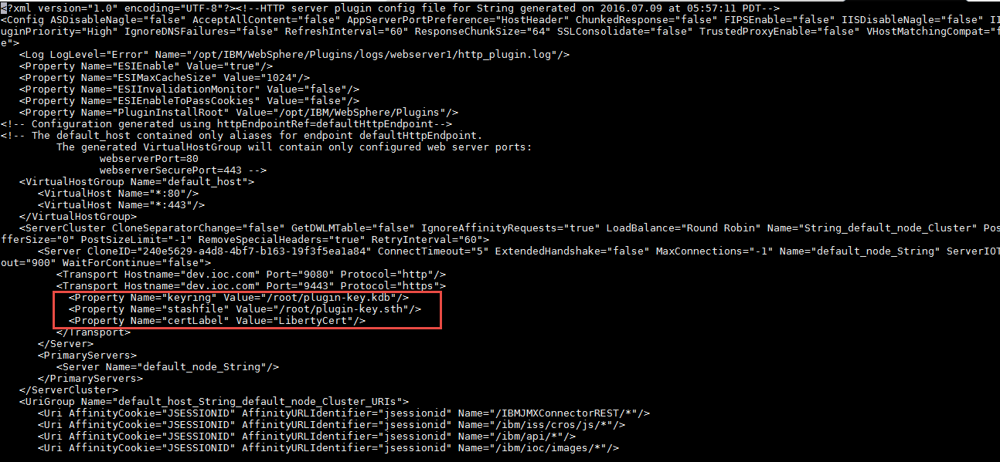 <?xml version="1.0" encoding="UTF-8"?><!--HTTP server plugin config file for String generated on 2016.07.09 at 05:57:11 PDT-->
<Config ASDisableNagle="false" AcceptAllContent="false" AppServerPortPreference="HostHeader" ChunkedResponse="false" FIPSEnable="false" IISDisableNagle="false" II
uginPriority="High" IgnoreDNSFailures="false" RefreshInterval="60" ResponseChunkSize="64" SSLConsolidate="false" TrustedProxyEnable="false" VHostMatchingCompat="f
e">
   <Log LogLevel="Error" Name="/opt/IBM/WebSphere/Plugins/logs/webserver1/http_plugin.log"/>
   <Property Name="ESIEnable" Value="true"/>
   <Property Name="ESIMaxCacheSize" Value="1024"/>
   <Property Name="ESIInvalidationMonitor" Value="false"/>
   <Property Name="ESIEnableToPassCookies" Value="false"/>
   <Property Name="PluginInstallRoot" Value="/opt/IBM/WebSphere/Plugins"/>
<!-- Configuration generated using httpEndpointRef=defaultHttpEndpoint-->
<!-- The default_host contained only aliases for endpoint defaultHttpEndpoint.
         The generated VirtualHostGroup will contain only configured web server ports:
                webserverPort=80
                webserverSecurePort=443 -->
   <VirtualHostGroup Name="default_host">
      <VirtualHost Name="*:80"/>
      <VirtualHost Name="*:443"/>
   </VirtualHostGroup>
   <ServerCluster CloneSeparatorChange="false" GetDWLMTable="false" IgnoreAffinityRequests="true" LoadBalance="Round Robin" Name="String_default_node_Cluster" Pos
fferSize="0" PostSizeLimit="-1" RemoveSpecialHeaders="true" RetryInterval="60">
      <Server CloneID="240e5629-a4d8-4bf7-b163-19f3f5ea1a84" ConnectTimeout="5" ExtendedHandshake="false" MaxConnections="-1" Name="default_node_String" ServerIOT
out="900" WaitForContinue="false">
         <Transport Hostname="dev.ioc.com" Port="9080" Protocol="http"/>
         <Transport Hostname="dev.ioc.com" Port="9443" Protocol="https">
           <Property Name="keyring" Value="/root/plugin-key.kdb"/>
           <Property Name="stashfile" Value="/root/plugin-key.sth"/>
           <Property Name="certLabel" Value="LibertyCert"/>
         </Transport>
      </Server>
      <PrimaryServers>
         <Server Name="default_node_String"/>
      </PrimaryServers>
   </ServerCluster>
   <UriGroup Name="default_host_String_default_node_Cluster_URIs">
      <Uri AffinityCookie="JSESSIONID" AffinityURLIdentifier="jsessionid" Name="/IBMJMXConnectorREST/*"/>
      <Uri AffinityCookie="JSESSIONID" AffinityURLIdentifier="jsessionid" Name="/ibm/iss/cros/js/*"/>
      <Uri AffinityCookie="JSESSIONID" AffinityURLIdentifier="jsessionid" Name="/ibm/api/*"/>
      <Uri AffinityCookie="JSESSIONID" AffinityURLIdentifier="jsessionid" Name="/ibm/ioc/images/*"/>